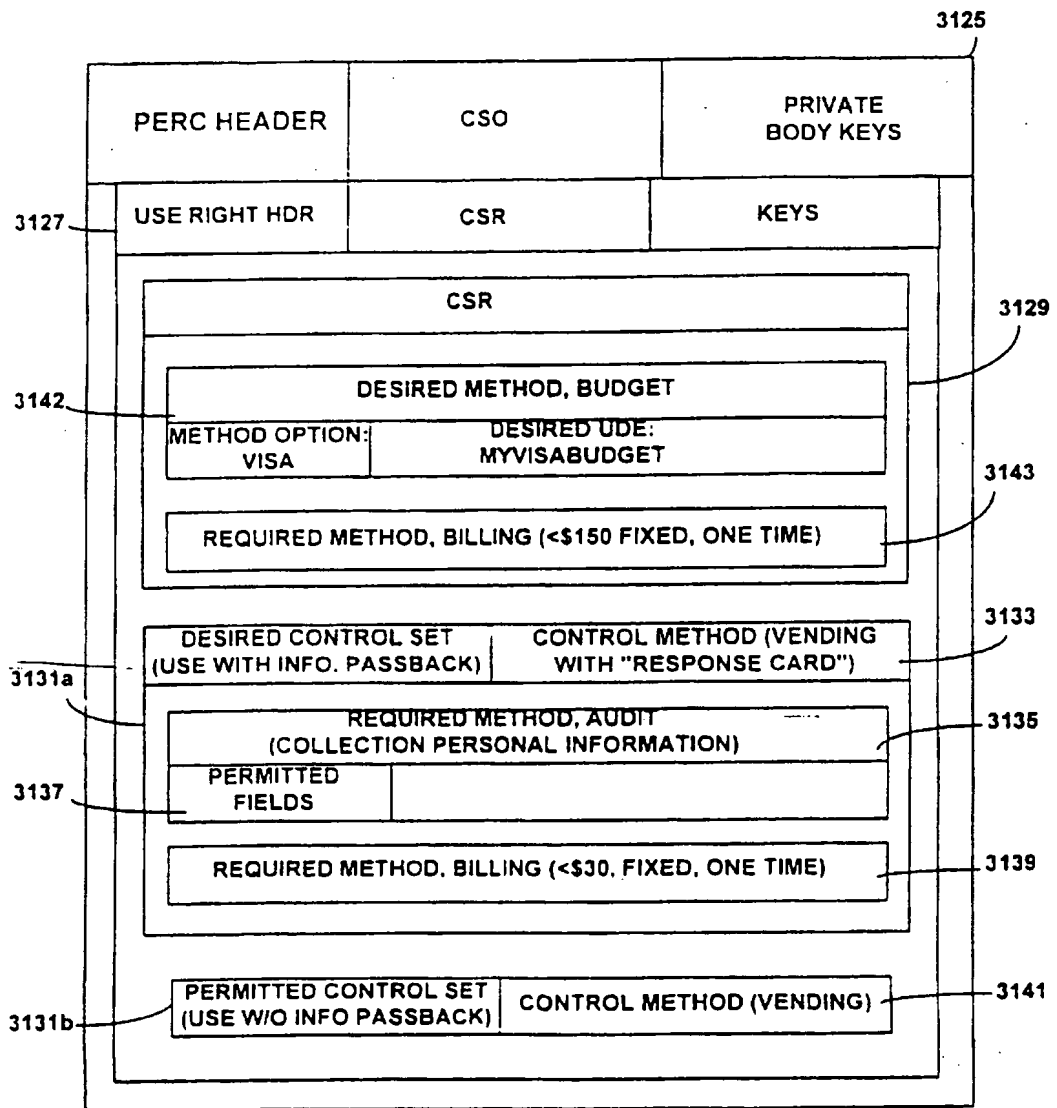 3125
PERC HEADER
CSO
PRIVATE
BODY KEYS
3127
USE RIGHT HDR
CSR
KEYS
CSR
3129
3142
DESIRED METHOD, BUDGET
METHOD OPTION:
VISA
DESIRED UDE:
MYVISABUDGET
3143
REQUIRED METHOD, BILLING (<$150 FIXED, ONE TIME)
DESIRED CONTROL SET
(USE WITH INFO. PASSBACK)
CONTROL METHOD (VENDING
WITH "RESPONSE CARD")
3133
3131a
REQUIRED METHOD, AUDIT
(COLLECTION PERSONAL INFORMATION)
3135
3137
PERMITTED
FIELDS
REQUIRED METHOD, BILLING (<$30, FIXED, ONE TIME)
3139
3131b
PERMITTED CONTROL SET
(USE W/O INFO PASSBACK)
CONTROL METHOD (VENDING)
3141